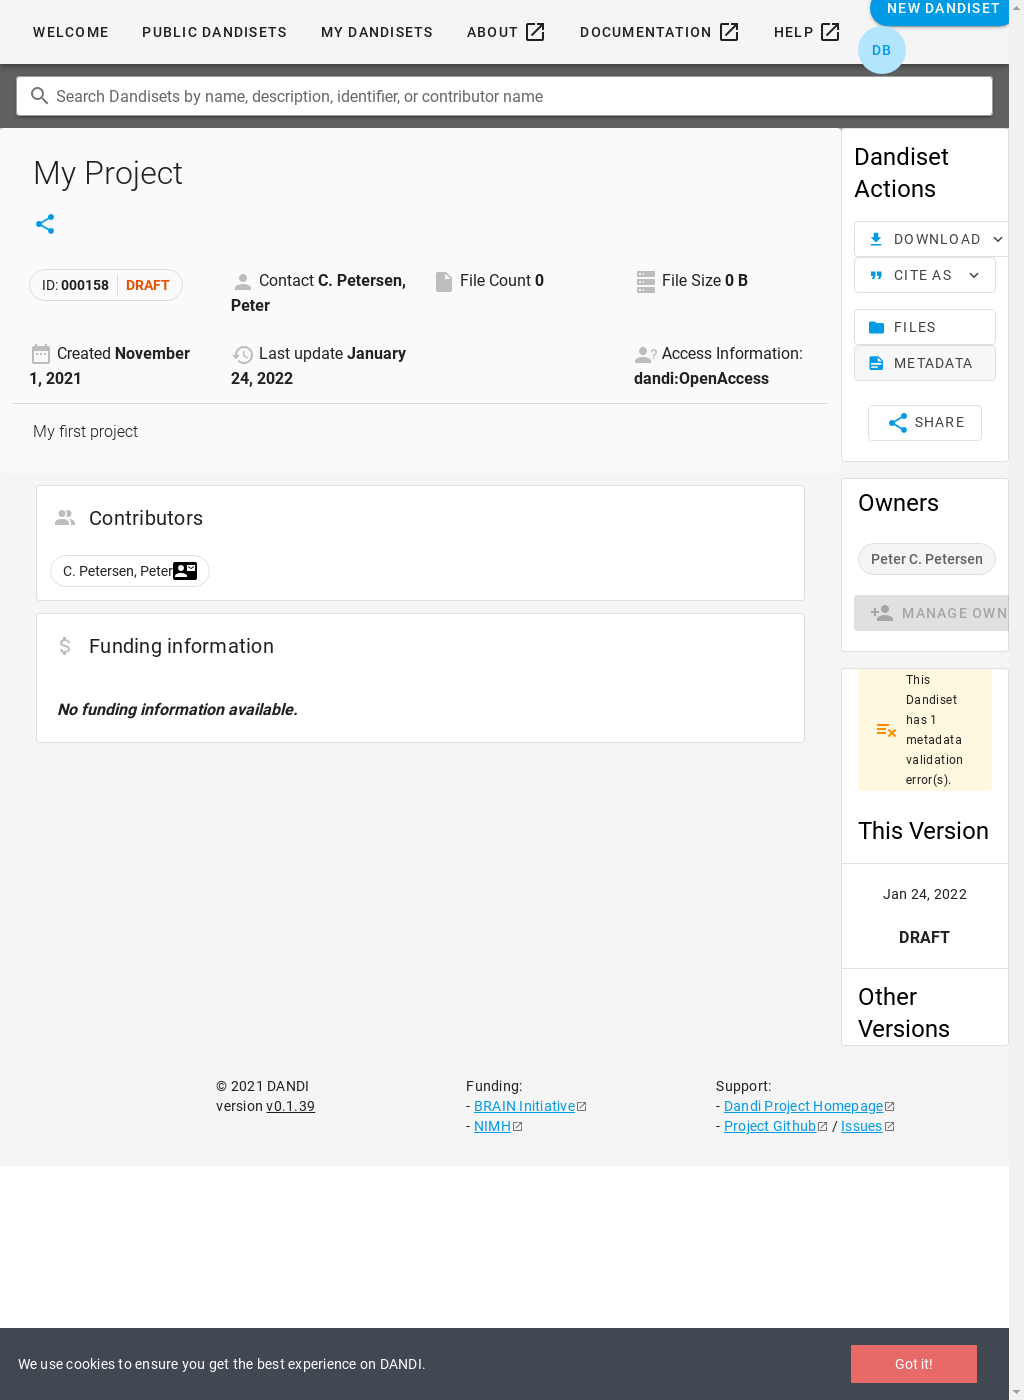 WELCOME PUBLIC DANDISETS MY DANDISETS ABOUT DOCUMENTATION HELP NEW DANDISET
DB
Search Dandisets by name, description, identifier, or contributor name
My Project
ID: 000158 DRAFT
Contact C. Petersen, Peter
File Count 0
File Size 0 B
Created November 1, 2021
Last update January 24, 2022
Access Information: dandi:OpenAccess
My first project
Contributors
C. Petersen, Peter
Funding information
No funding information available.
Dandiset
Actions
DOWNLOAD
CITE AS
FILES
METADATA
SHARE
Owners
Peter C. Petersen
MANAGE OWN
This
Dandiset
has 1
metadata
validation
error(s).
This Version
Jan 24, 2022
DRAFT
Other
Versions
© 2021 DANDI
version v0.1.39
Funding:
- BRAIN Initiative
- NIMH
Support:
- Dandi Project Homepage
- Project Github / Issues
We use cookies to ensure you get the best experience on DANDI.
Got it!